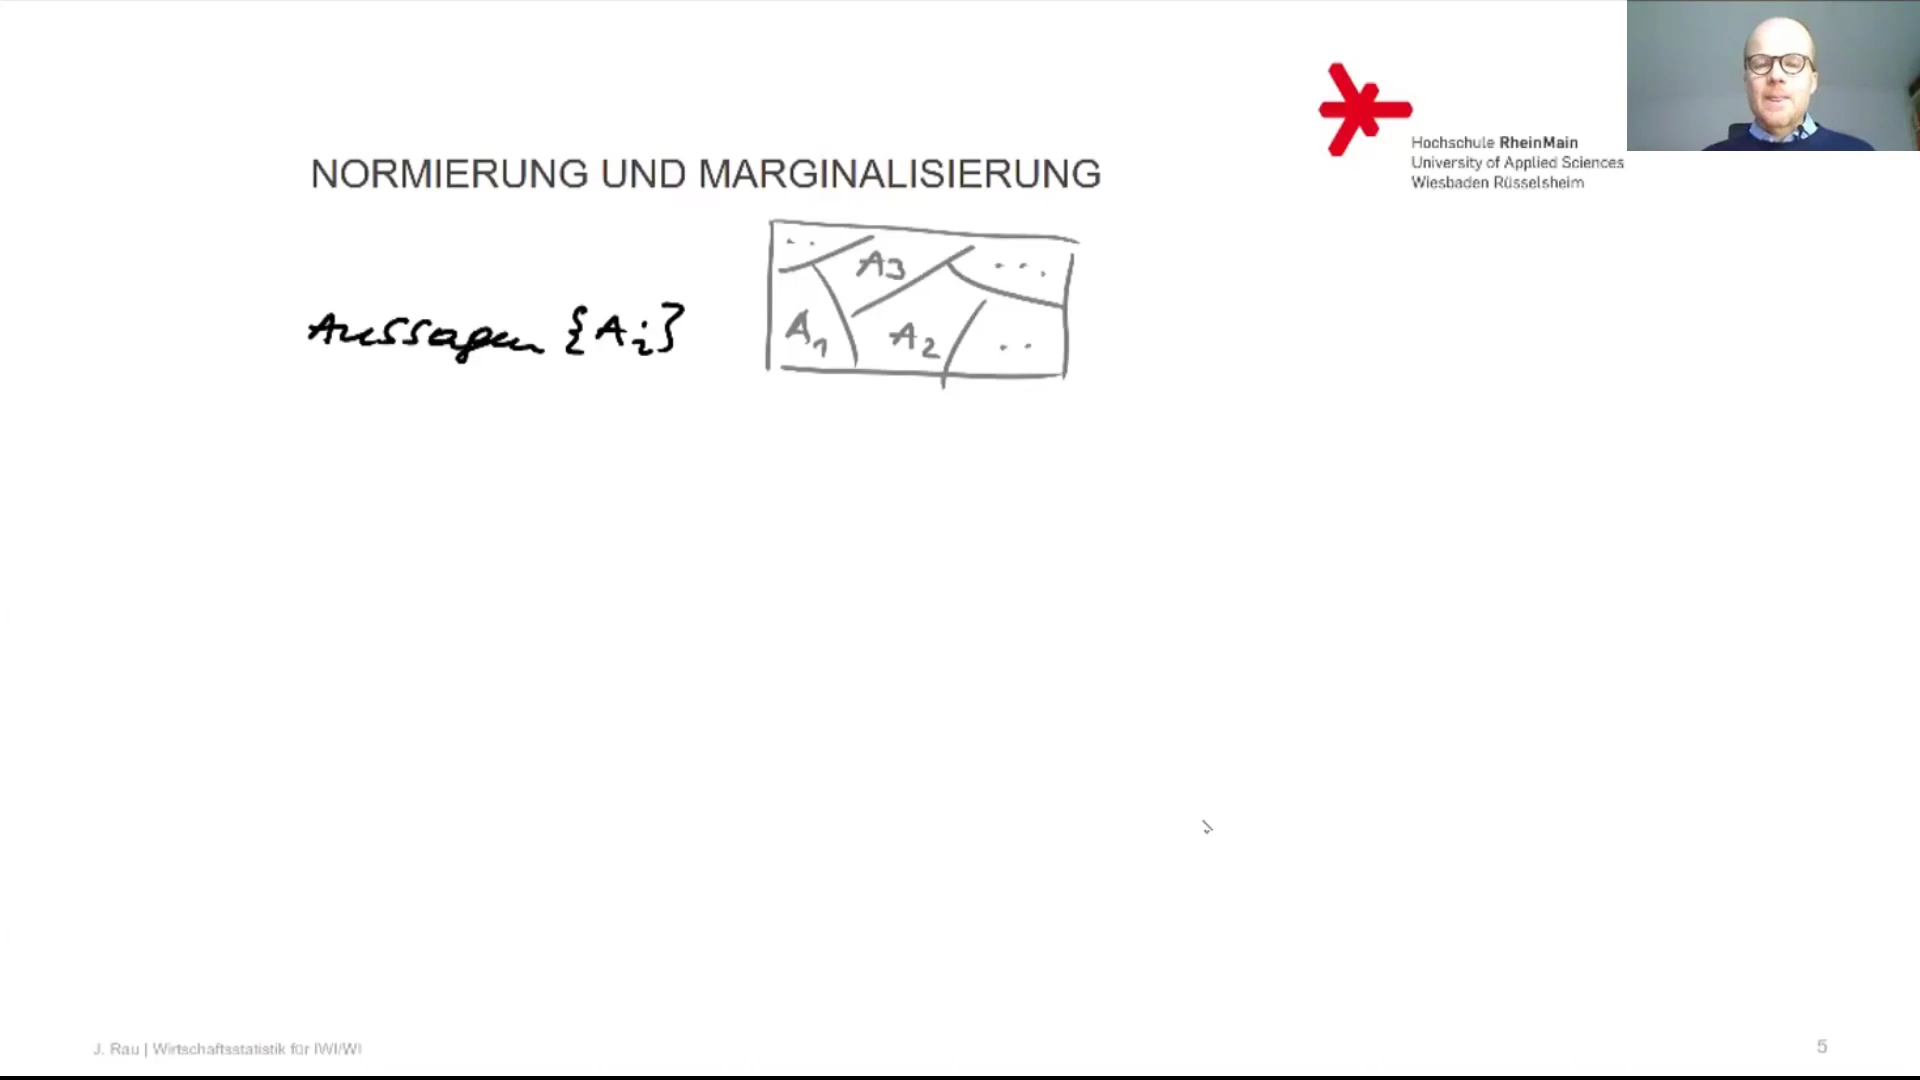 Hochschule RheinMain
University of Applied Sciences
Wiesbaden Rüsselsheim
NORMIERUNG UND MARGINALISIERUNG
Aussagen {Ai}
..
A3
...
A1
A2
..
J. Rau | Wirtschaftsstatistik für IWI/WI
5